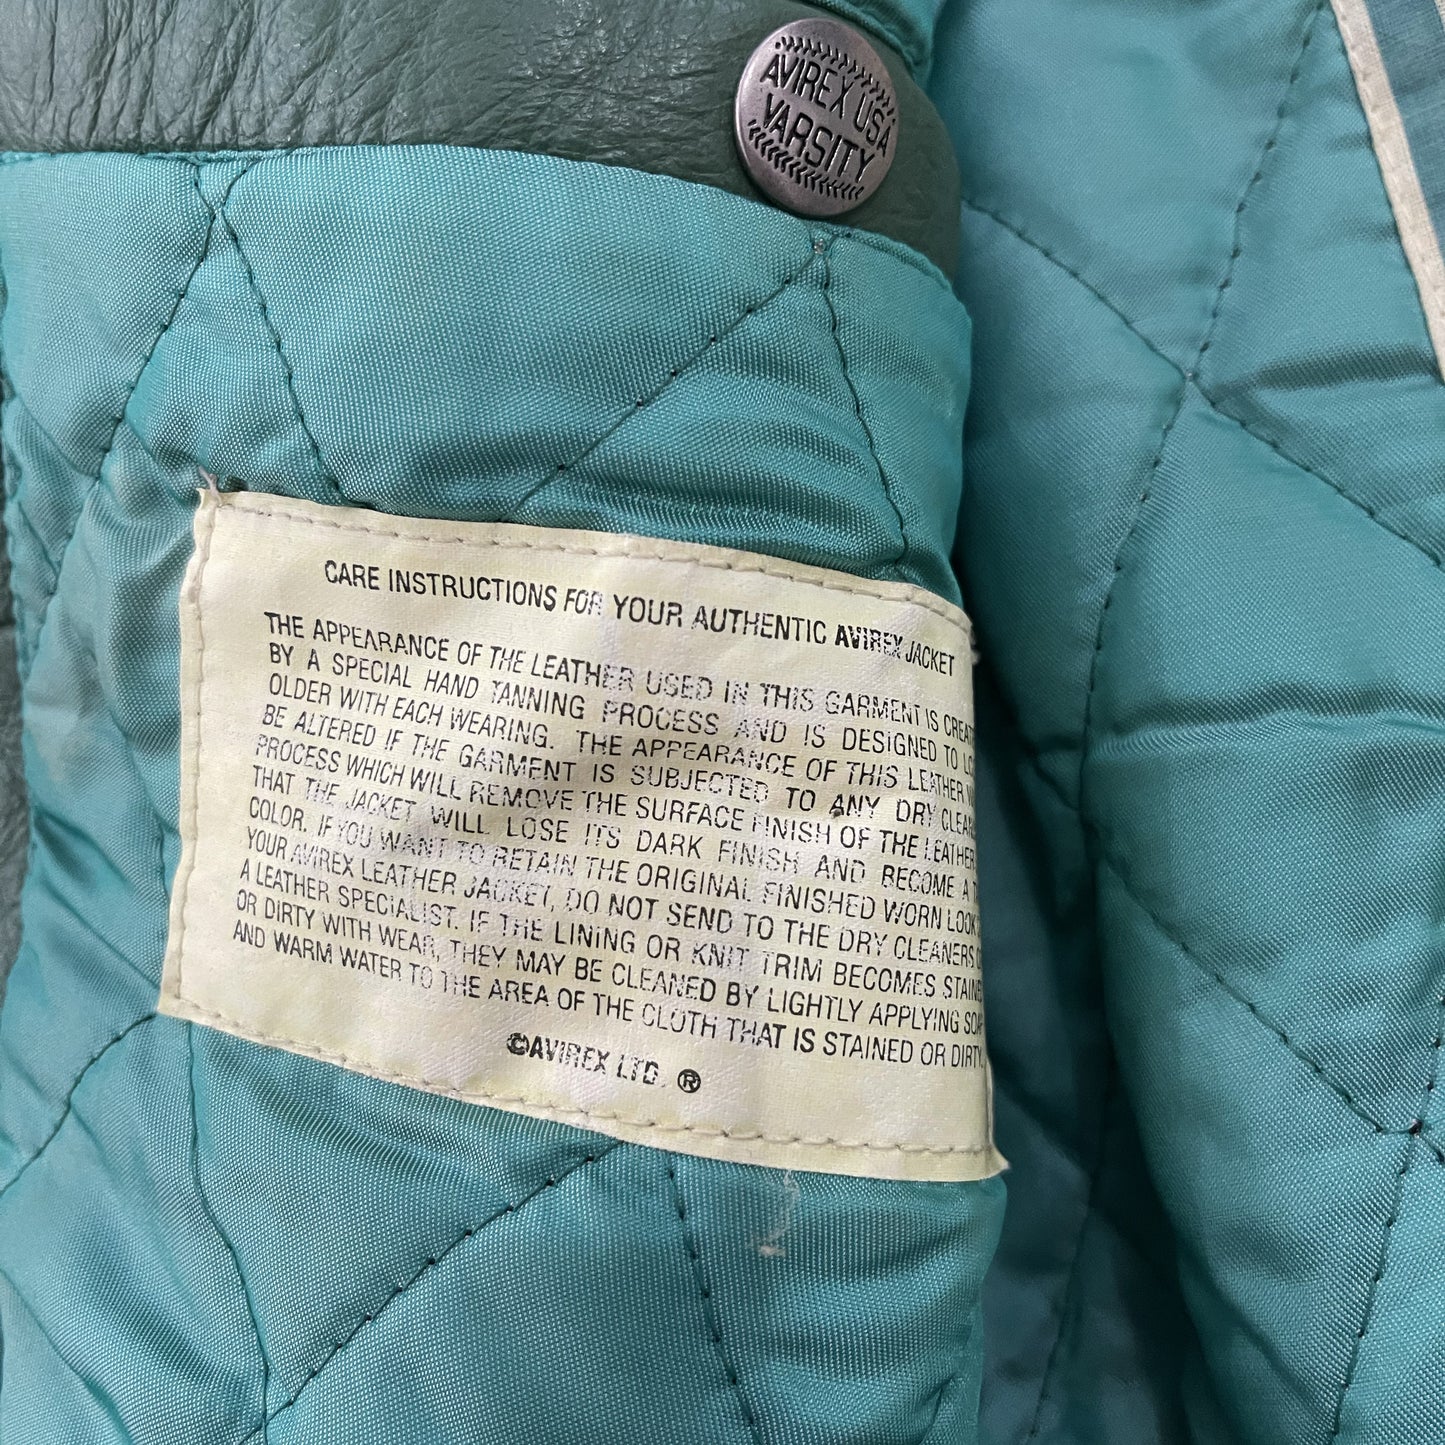 AVIREX USA
VARSITY
CARE INSTRUCTIONS FOR YOUR AUTHENTIC AVIREX JACKET
THE APPEARANCE OF THE LEATHER USED IN THIS GARMENT IS
BY A SPECIAL HAND TANNING PROCESS AND IS DESIGNED TO
OLDER WITH EACH WEARING. THE APPEARANCE OF THIS LEATHER
BE ALTERED IF THE GARMENT IS SUBJECTED TO ANY DRY
PROCESS WHICH WILL REMOVE THE SURFACE FINISH OF THE LEATHER
THAT THE JACKET WILL LOSE ITS DARK FINISH AND BECOME A
COLOR. IF YOU WANT TO RETAIN THE ORIGINAL FINISHED WORN LOOK
YOUR AVIREX LEATHER JACKET, DO NOT SEND TO THE DRY CLEANERS
A LEATHER SPECIALIST. IF THE LINING OR KNIT TRIM BECOMES
OR DIRTY WITH WEAR, THEY MAY BE CLEANED BY LIGHTLY APPLYING
AND WARM WATER TO THE AREA OF THE CLOTH THAT IS STAINED OR DIRTY.
©AVIREX LTD. ®